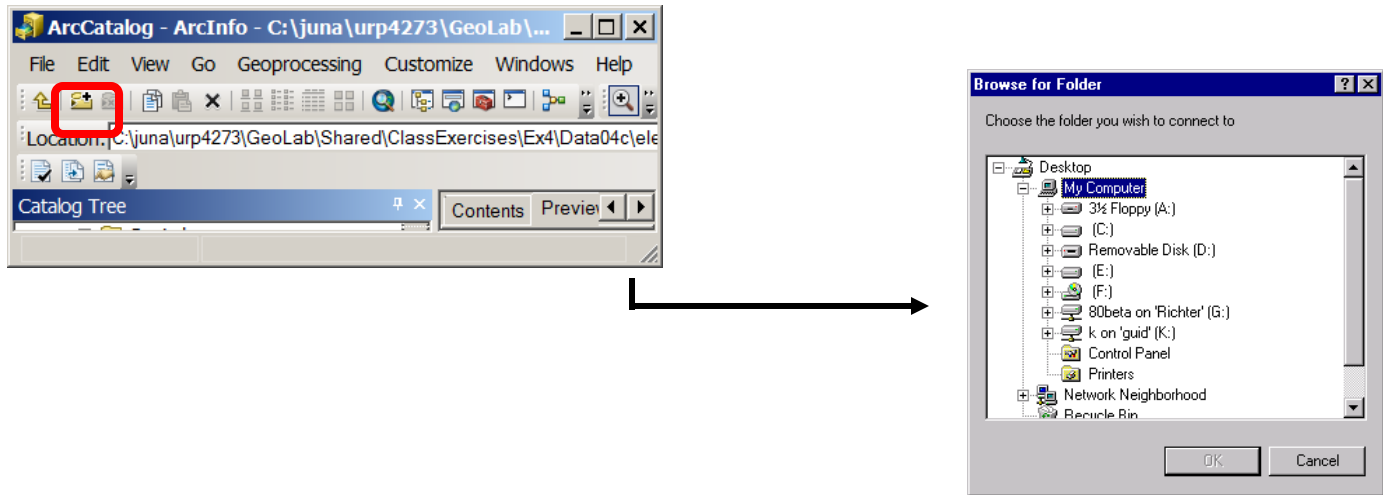 ArcCatalog - ArcInfo - C:\juna\urp4273\GeoLab\...
File Edit View Go Geoprocessing Customize Windows Help
Location: C:\juna\urp4273\GeoLab\Shared\ClassExercises\Ex4\Data04c\ele
Catalog Tree
Contents Preview
Browse for Folder
Choose the folder you wish to connect to
Desktop
My Computer
3½ Floppy (A:)
(C:)
Removable Disk (D:)
(E:)
(F:)
80beta on 'Richter' (G:)
k on 'guid' (K:)
Control Panel
Printers
Network Neighborhood
Recycle Bin
OK Cancel